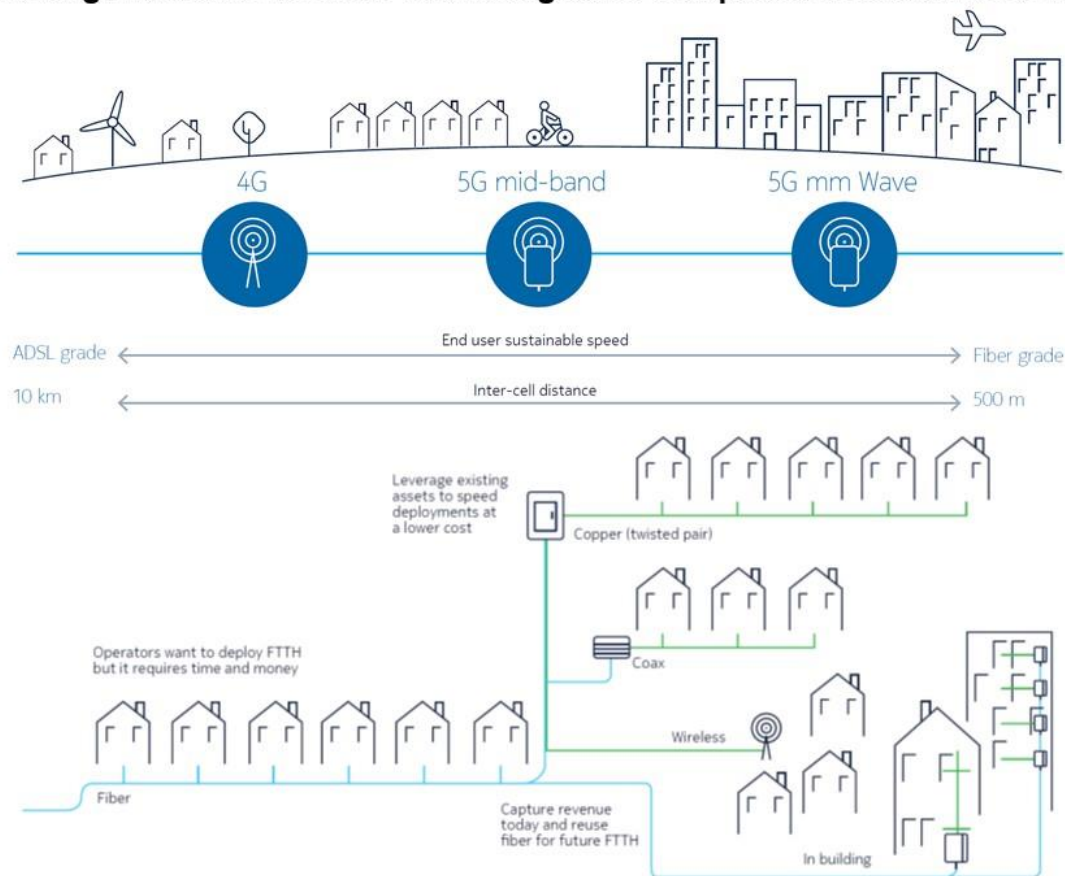 4G
5G mid-band
5G mm Wave
End user sustainable speed
ADSL grade
Fiber grade
Inter-cell distance
10 km
500 m
Leverage existing
assets to speed
deployments at
a lower cost
Copper (twisted pair)
Coax
Operators want to deploy FTTH
but it requires time and money
Wireless
Fiber
Capture revenue
today and reuse
fiber for future FTTH
In building